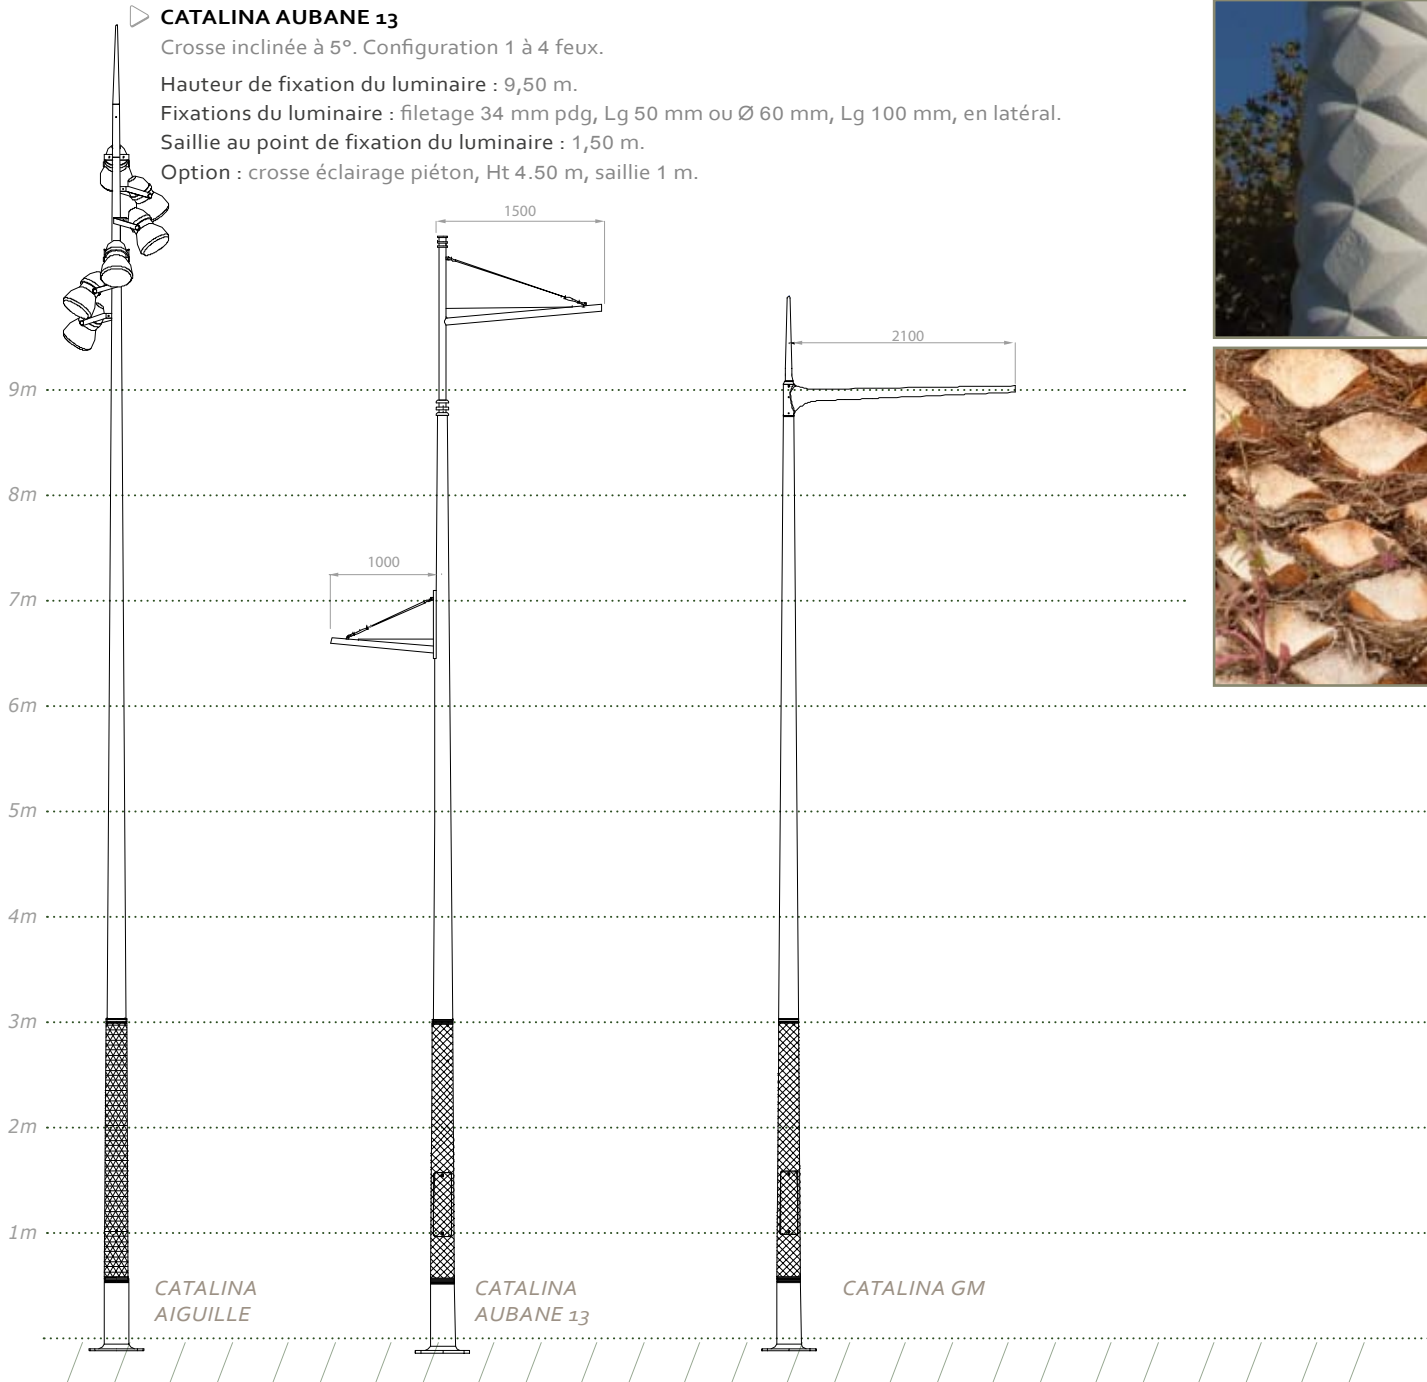 CATALINA AUBANE 13
Crosse inclinée à 5°. Configuration 1 à 4 feux.
Hauteur de fixation du luminaire : 9,50 m.
Fixations du luminaire : filetage 34 mm pdg, Lg 50 mm ou Ø 60 mm, Lg 100 mm, en latéral.
Saillie au point de fixation du luminaire : 1,50 m.
Option : crosse éclairage piéton, Ht 4.50 m, saillie 1 m.
1500
2100
9m
8m
1000
7m
6m
5m
4m
3m
2m
1m
CATALINA
AIGUILLE
CATALINA
AUBANE 13
CATALINA GM